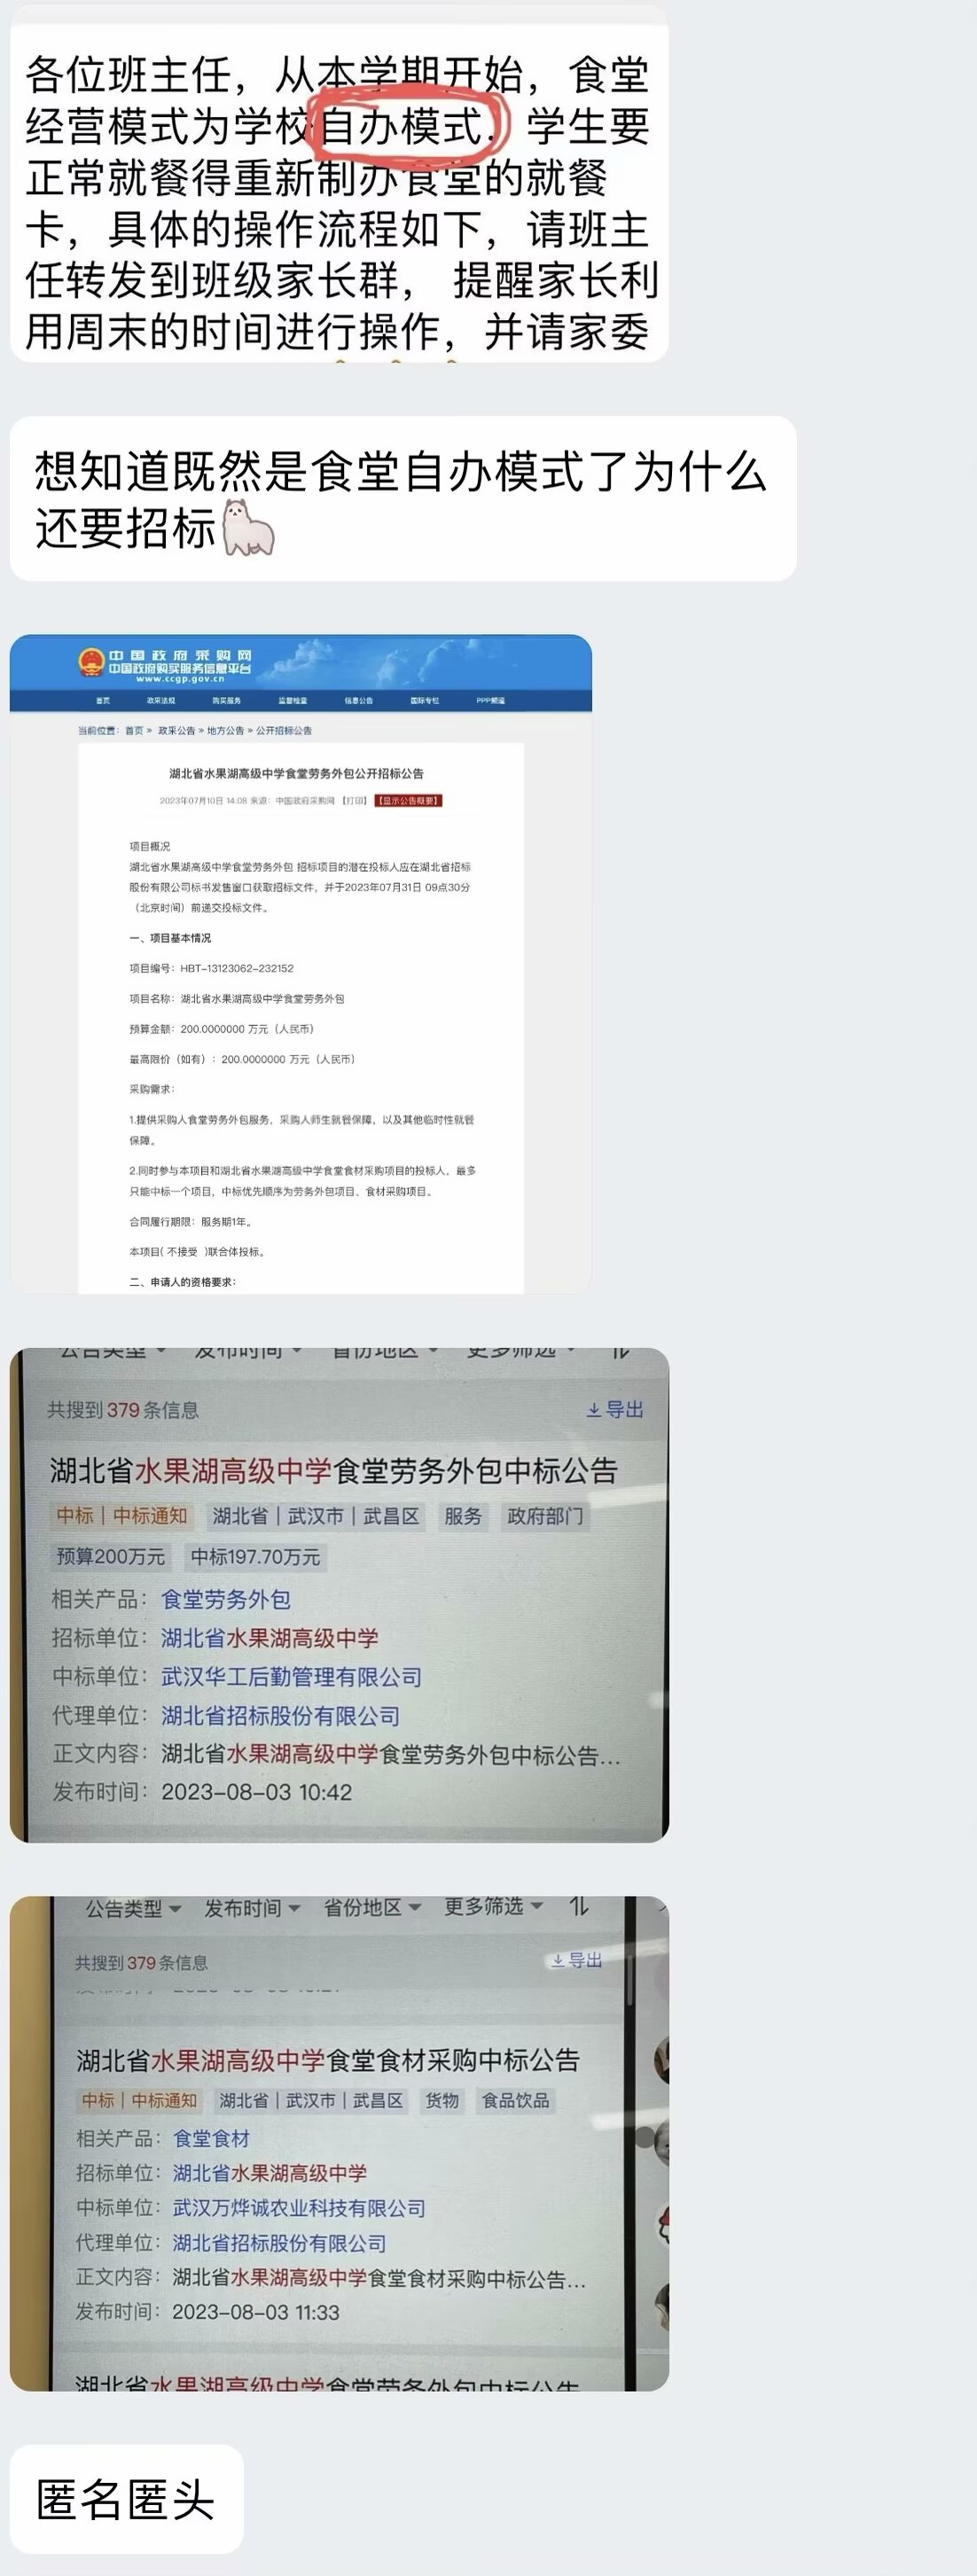 各位班主任，从本学期开始，食堂
经营模式为学校自办模式．学生要
正常就餐得重新制办食堂的就餐
卡，具体的操作流程如下，请班主
任转发到班级家长群， 提醒家长利
用周末的时间进行操作，并请家委
想知道既然是食堂自办模式了为什么
还要招标
中国政府采购网
中国政府购买服务信息平台
www.ccgp.gov.cn
首页 政采法规 购买服务 监督检查 信息公告 国际专栏 PPP频道
当前位置：首页 » 政采公告 » 地方公告 » 公开招标公告
湖北省水果湖高级中学食堂劳务外包公开招标公告
2023年07月10日 14:08 来源：中国政府采购网 【打印】 【显示公告概要】
项目概况
湖北省水果湖高级中学食堂劳务外包 招标项目的潜在投标人应在湖北省招标
股份有限公司标书发售窗口获取招标文件，并于2023年07月31日 09点30分
（北京时间）前递交投标文件。
一、项目基本情况
项目编号：HBT-13123062-232152
项目名称：湖北省水果湖高级中学食堂劳务外包
预算金额：200.0000000 万元（人民币）
最高限价（如有）：200.0000000 万元（人民币）
采购需求：
1.提供采购人食堂劳务外包服务，采购人师生就餐保障，以及其他临时性就餐
保障。
2.同时参与本项目和湖北省水果湖高级中学食堂食材采购项目的投标人，最多
只能中标一个项目，中标优先顺序为劳务外包项目、食材采购项目。
合同履行期限：服务期1年。
本项目( 不接受 )联合体投标。
二、申请人的资格要求：
公告类型 发布时间 省份地区 更多筛选
共搜到379条信息 导出
湖北省水果湖高级中学食堂劳务外包中标公告
中标｜中标通知 湖北省｜武汉市｜武昌区 服务 政府部门
预算200万元 中标197.70万元
相关产品：食堂劳务外包
招标单位：湖北省水果湖高级中学
中标单位：武汉华工后勤管理有限公司
代理单位：湖北省招标股份有限公司
正文内容：湖北省水果湖高级中学食堂劳务外包中标公告...
发布时间：2023-08-03 10:42
公告类型 发布时间 省份地区 更多筛选
共搜到379条信息 导出
湖北省水果湖高级中学食堂食材采购中标公告
中标｜中标通知 湖北省｜武汉市｜武昌区 货物 食品饮品
相关产品：食堂食材
招标单位：湖北省水果湖高级中学
中标单位：武汉万烨诚农业科技有限公司
代理单位：湖北省招标股份有限公司
正文内容：湖北省水果湖高级中学食堂食材采购中标公告...
发布时间：2023-08-03 11:33
湖北省水果湖高级中学食堂劳务外包中标公告
匿名匿头